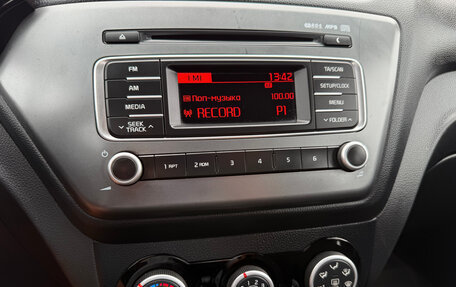 RDS MP3
FM
AM
MEDIA
SEEK
TRACK
FM1 13:42
Поп-музыка 100.00
RECORD P1
TA/SCAN
SETUP/CLOCK
MENU
FOLDER
1 RPT 2 RDM 3 4 5 6